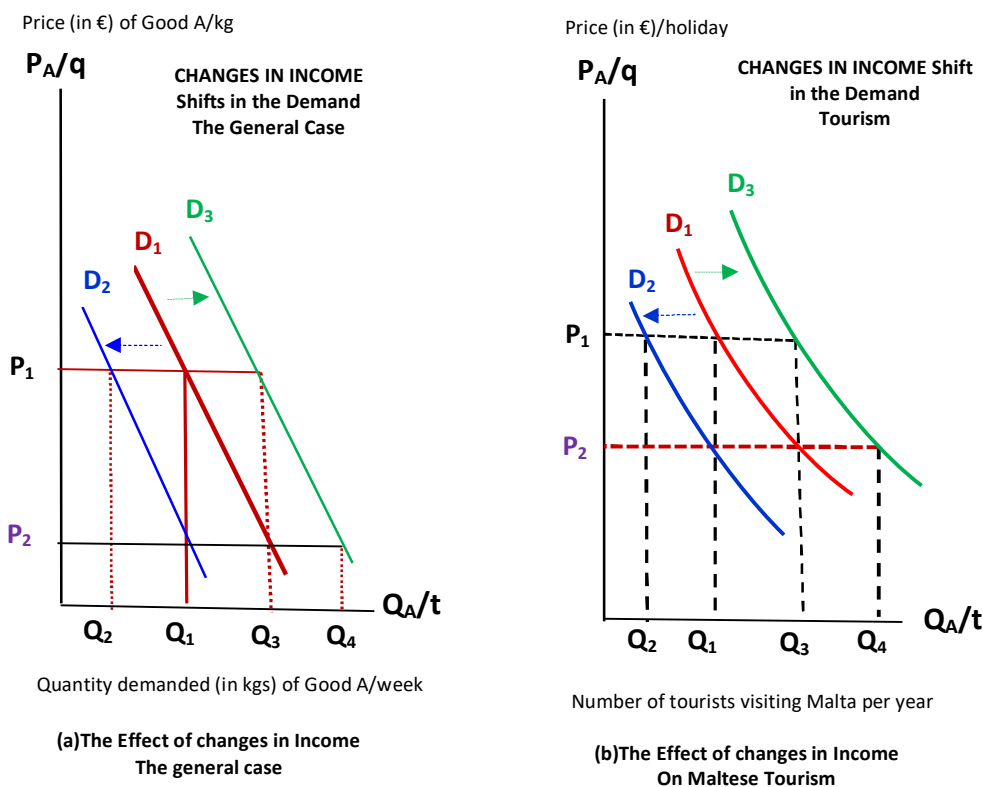 Price (in €) of Good A/kg
P_A/q
CHANGES IN INCOME
Shifts in the Demand
The General Case
D₃
D₁
D₂
P₁
P₂
Q_A/t
Q₂
Q₁
Q₃
Q₄
Quantity demanded (in kgs) of Good A/week
(a)The Effect of changes in Income
The general case
Price (in €)/holiday
P_A/q
CHANGES IN INCOME Shift
in the Demand
Tourism
D₃
D₁
D₂
P₁
P₂
Q_A/t
Q₂
Q₁
Q₃
Q₄
Number of tourists visiting Malta per year
(b)The Effect of changes in Income
On Maltese Tourism